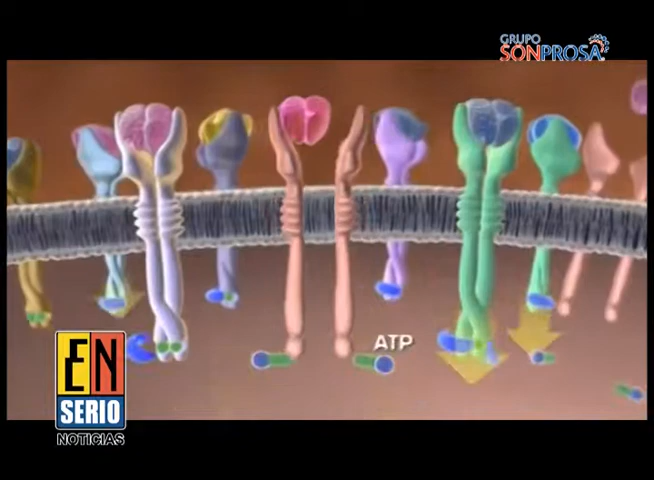 GRUPO
SONPROSA
ATP
EN
SERIO
NOTICIAS